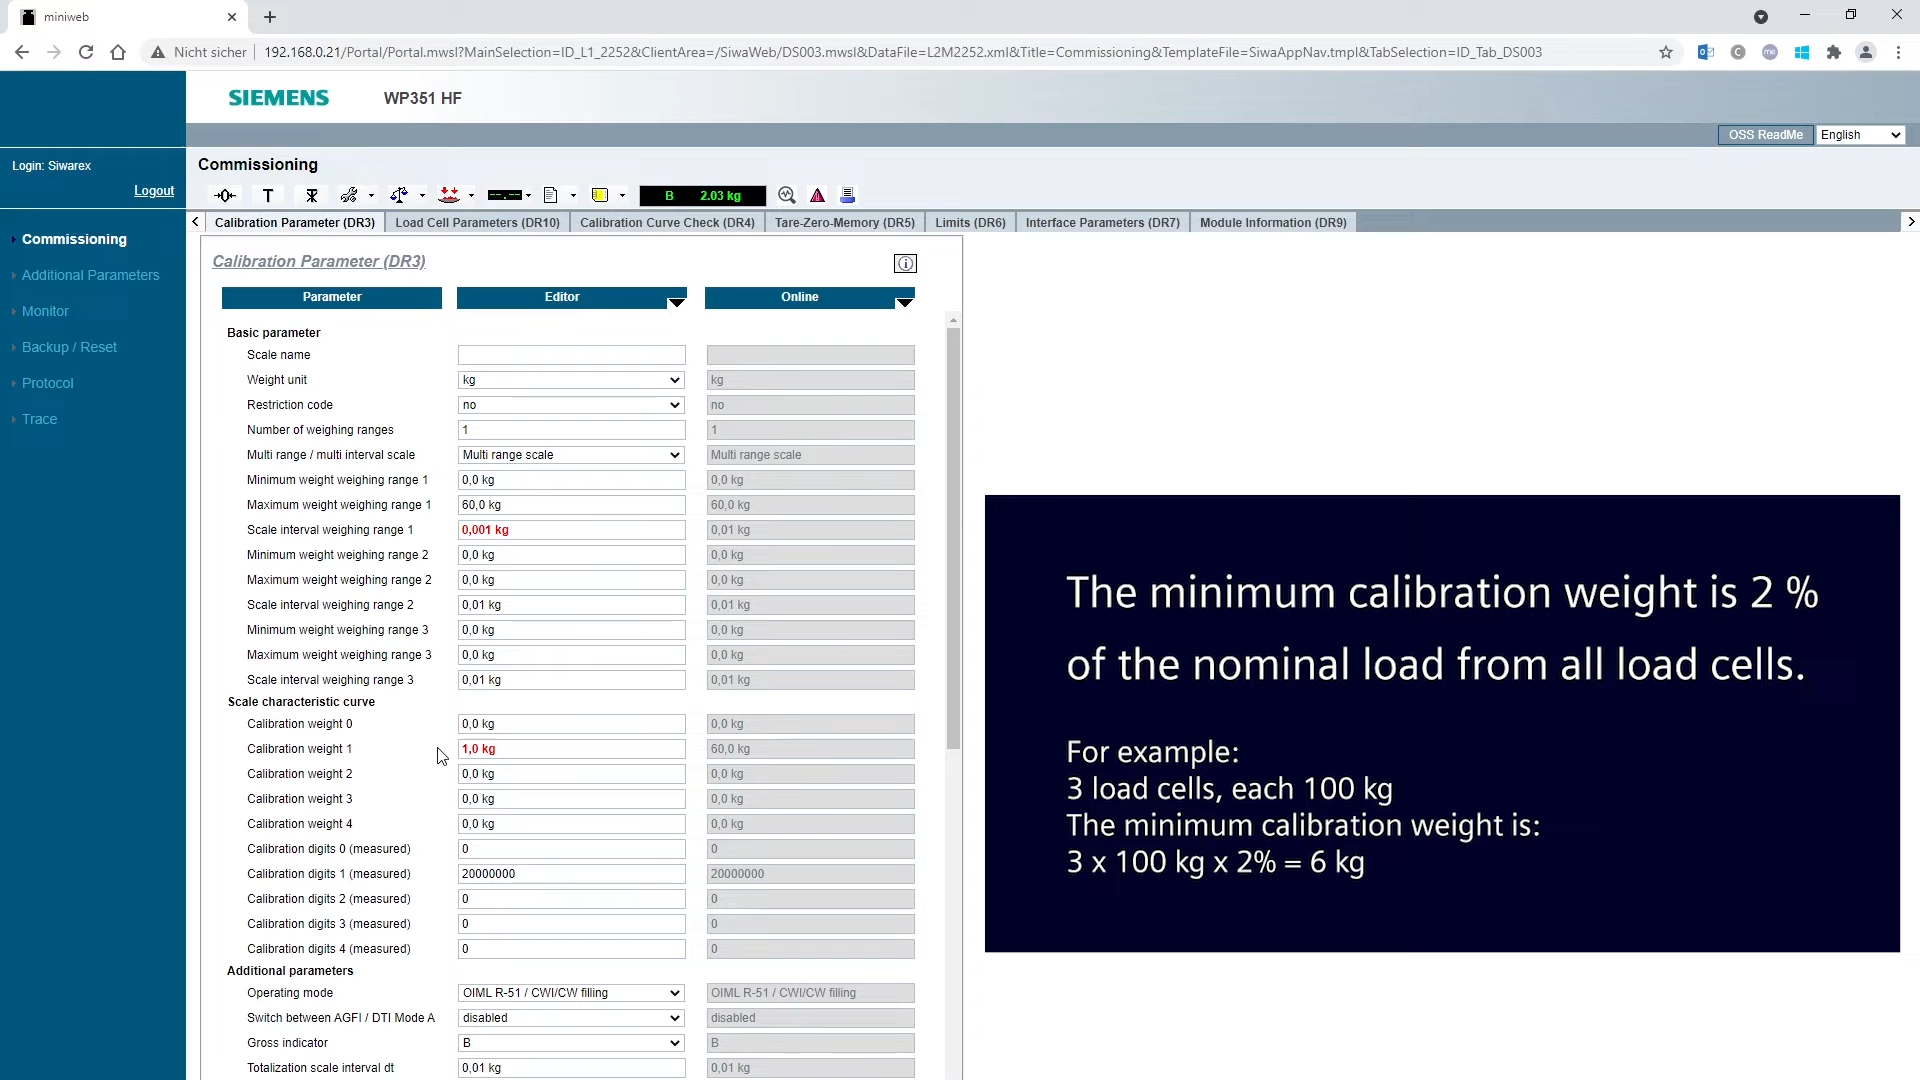 miniweb
Nicht sicher 192.168.0.21/Portal/Portal.mwsl?MainSelection=ID_L1_2252&ClientArea=/SiwaWeb/DS003.mwsl&DataFile=L2M2252.xml&Title=Commissioning&TemplateFile=SiwaAppNav.tmpl&TabSelection=ID_Tab_DS003
SIEMENS WP351 HF
OSS ReadMe English
Login: Siwarex
Logout
Commissioning
Additional Parameters
Monitor
Backup / Reset
Protocol
Trace
Commissioning
T B 2.03 kg
Calibration Parameter (DR3) Load Cell Parameters (DR10) Calibration Curve Check (DR4) Tare-Zero-Memory (DR5) Limits (DR6) Interface Parameters (DR7) Module Information (DR9)
Calibration Parameter (DR3)
Parameter Editor Online
Basic parameter
Scale name
Weight unit kg kg
Restriction code no no
Number of weighing ranges 1 1
Multi range / multi interval scale Multi range scale Multi range scale
Minimum weight weighing range 1 0,0 kg 0,0 kg
Maximum weight weighing range 1 60,0 kg 60,0 kg
Scale interval weighing range 1 0,001 kg 0,01 kg
Minimum weight weighing range 2 0,0 kg 0,0 kg
Maximum weight weighing range 2 0,0 kg 0,0 kg
Scale interval weighing range 2 0,01 kg 0,01 kg
Minimum weight weighing range 3 0,0 kg 0,0 kg
Maximum weight weighing range 3 0,0 kg 0,0 kg
Scale interval weighing range 3 0,01 kg 0,01 kg
Scale characteristic curve
Calibration weight 0 0,0 kg 0,0 kg
Calibration weight 1 1,0 kg 60,0 kg
Calibration weight 2 0,0 kg 0,0 kg
Calibration weight 3 0,0 kg 0,0 kg
Calibration weight 4 0,0 kg 0,0 kg
Calibration digits 0 (measured) 0 0
Calibration digits 1 (measured) 20000000 20000000
Calibration digits 2 (measured) 0 0
Calibration digits 3 (measured) 0 0
Calibration digits 4 (measured) 0 0
Additional parameters
Operating mode OIML R-51 / CWI/CW filling OIML R-51 / CWI/CW filling
Switch between AGFI / DTI Mode A disabled disabled
Gross indicator B B
Totalization scale interval dt 0,01 kg 0,01 kg
The minimum calibration weight is 2 %
of the nominal load from all load cells.
For example:
3 load cells, each 100 kg
The minimum calibration weight is:
3 x 100 kg x 2% = 6 kg